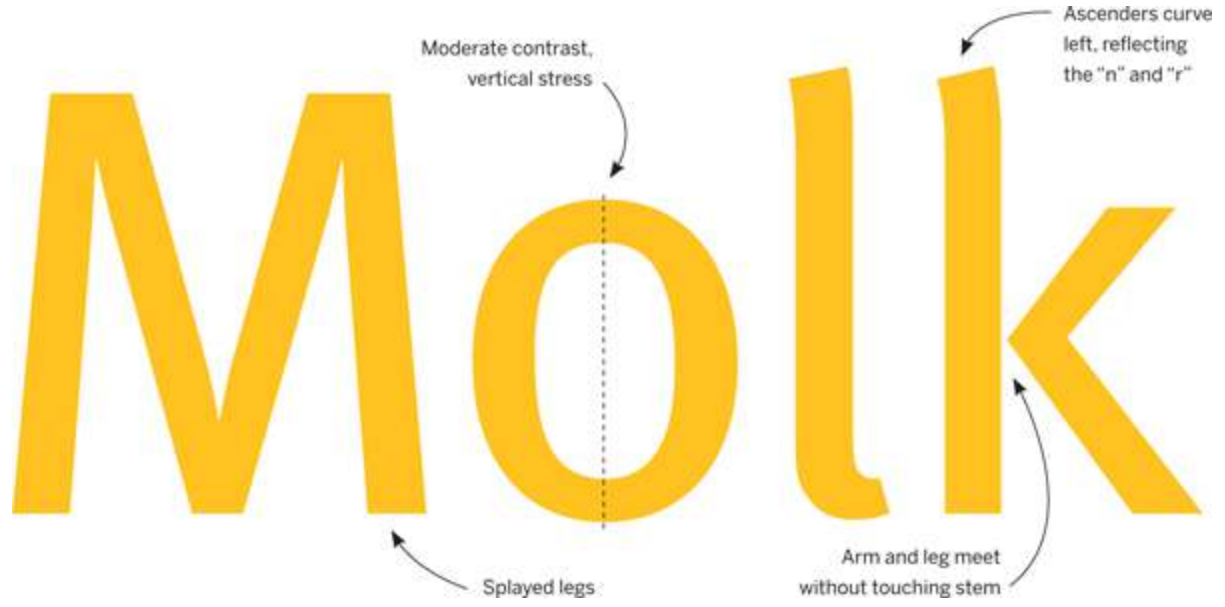 Ascenders curve
left, reflecting
the “n” and “r”
Moderate contrast,
vertical stress
Molk
Arm and leg meet
without touching stem
Splayed legs